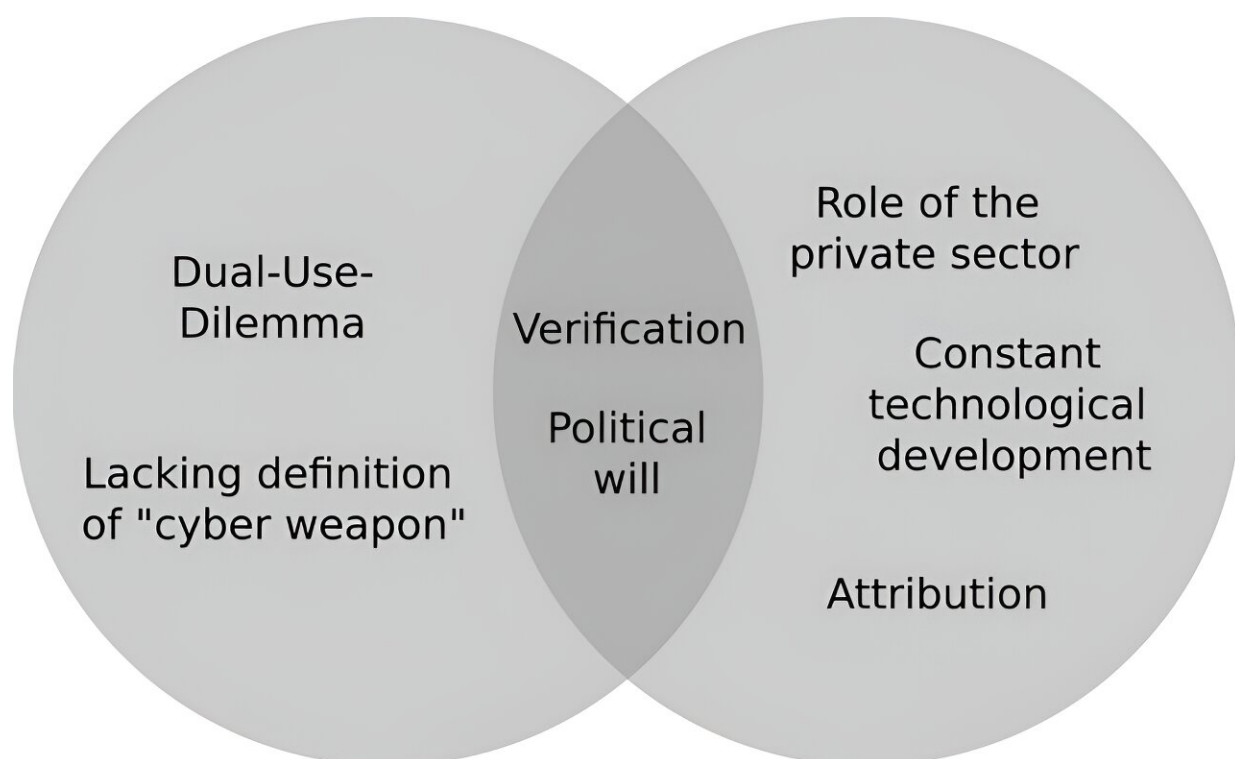 Dual-Use-
Dilemma
Lacking definition
of "cyber weapon"
Verification
Political
will
Role of the
private sector
Constant
technological
development
Attribution